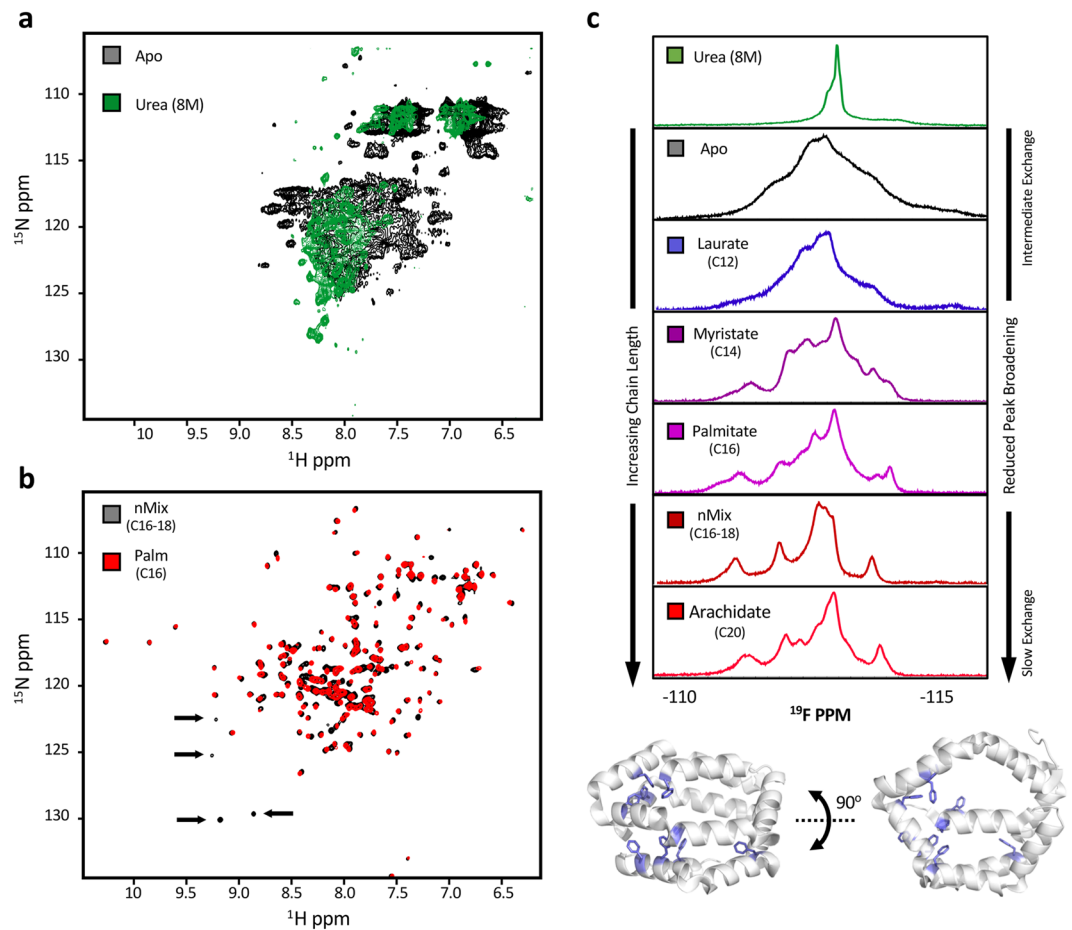 a
Apo
Urea (8M)
110
115
120
125
130
15N ppm
10
9.5
9.0
8.5
8.0
7.5
7.0
6.5
1H ppm
b
nMix
(C16-18)
Palm
(C16)
110
115
120
125
130
15N ppm
10
9.5
9.0
8.5
8.0
7.5
7.0
6.5
1H ppm
c
Urea (8M)
Apo
Laurate
(C12)
Myristate
(C14)
Palmitate
(C16)
nMix
(C16-18)
Arachidate
(C20)
Increasing Chain Length
Intermediate Exchange
Reduced Peak Broadening
Slow Exchange
-110
-115
19F PPM
90o